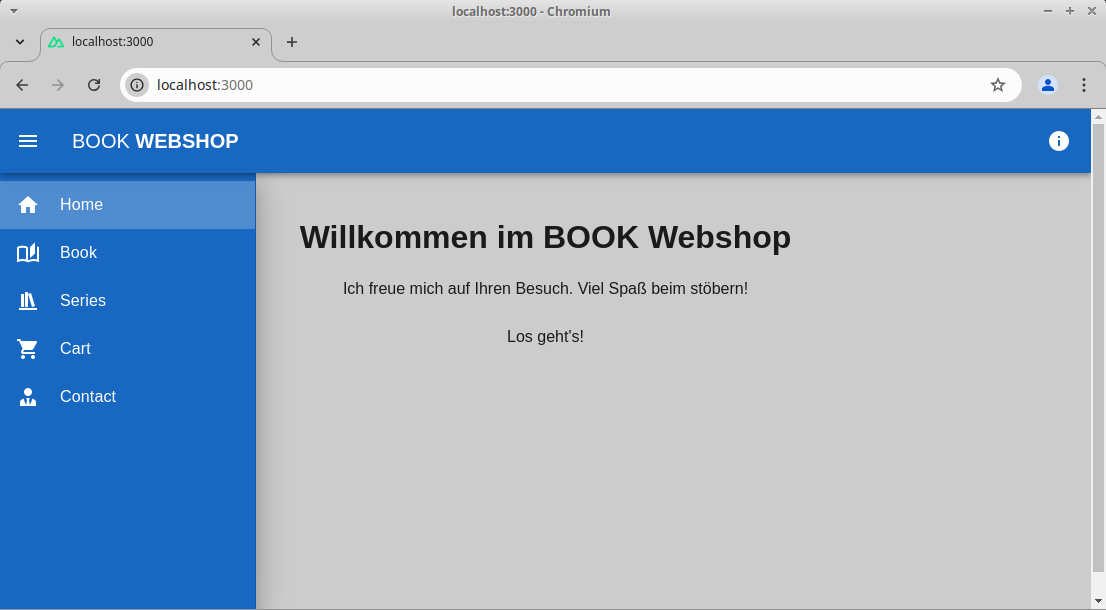 localhost:3000 - Chromium
localhost:3000
localhost:3000
BOOK WEBSHOP
Home
Book
Series
Cart
Contact
Willkommen im BOOK Webshop
Ich freue mich auf Ihren Besuch. Viel Spaß beim stöbern!
Los geht's!